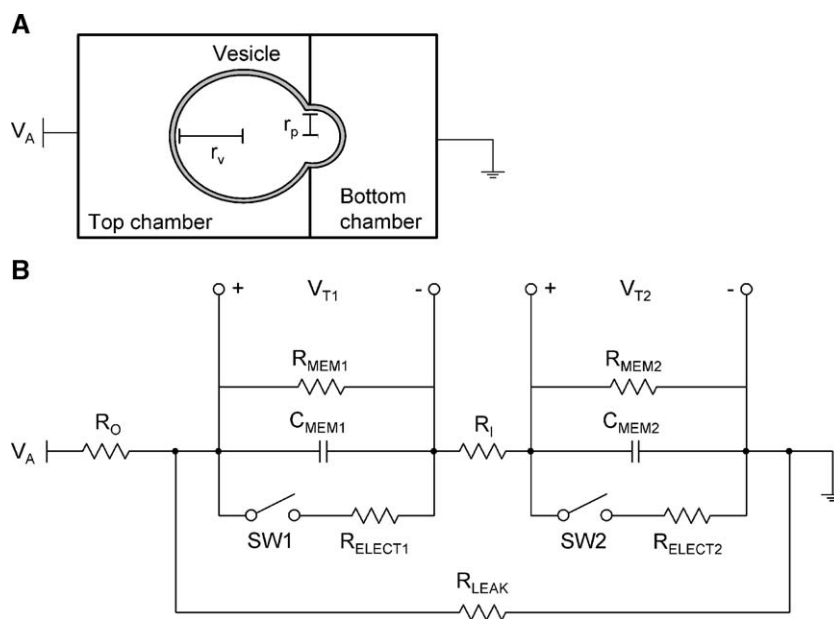 A
Vesicle
V_A
r_p
r_v
Bottom
chamber
Top chamber
B
+ V_T1 - + V_T2 -
R_MEM1 R_MEM2
R_O C_MEM1 R_I C_MEM2
V_A
SW1 R_ELECT1 SW2 R_ELECT2
R_LEAK